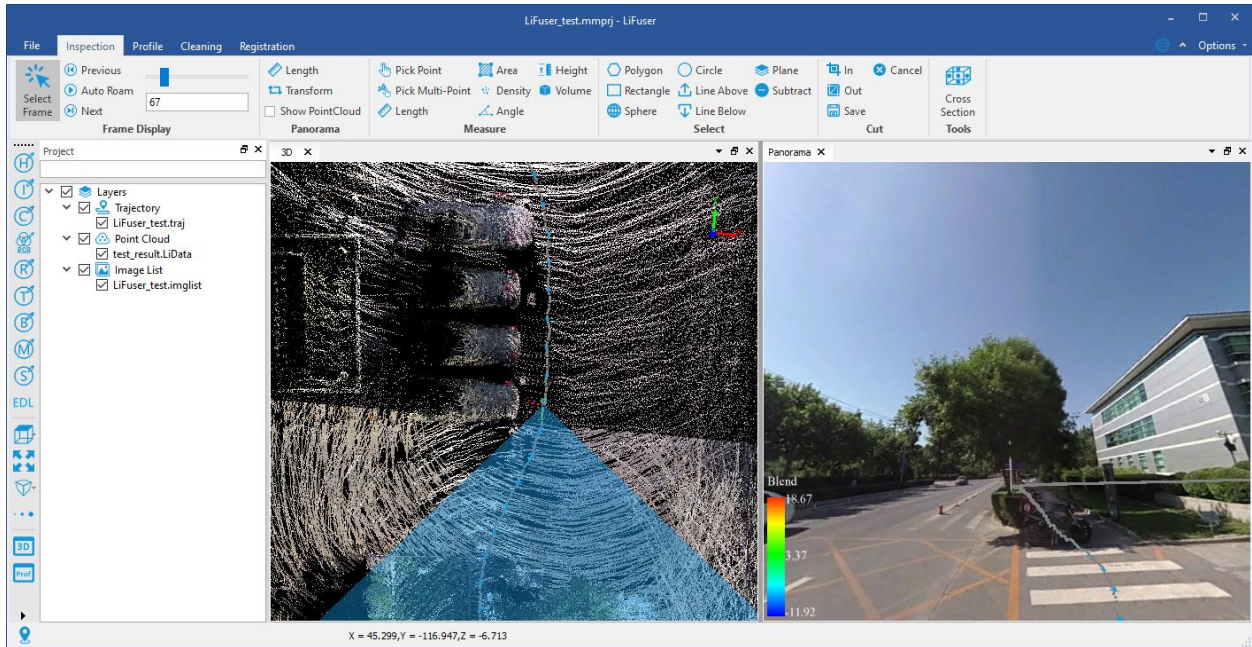 LiFuser_test.mmprj - LiFuser
File Inspection Profile Cleaning Registration Options
Select Frame
Previous
Auto Roam
Next
67
Frame Display
Length
Transform
Show PointCloud
Panorama
Pick Point Area Height
Pick Multi-Point Density Volume
Length Angle
Measure
Polygon Circle Plane
Rectangle Line Above Subtract
Sphere Line Below
Select
In Cancel
Out
Save
Cut
Cross Section
Tools
H
I
C
RGB
R
T
B
M
S
EDL
3D
Prof
Project
Layers
Trajectory
LiFuser_test.traj
Point Cloud
test_result.LiData
Image List
LiFuser_test.imglist
3D
Panorama
Blend
18.67
3.37
-11.92
X = 45.299,Y = -116.947,Z = -6.713